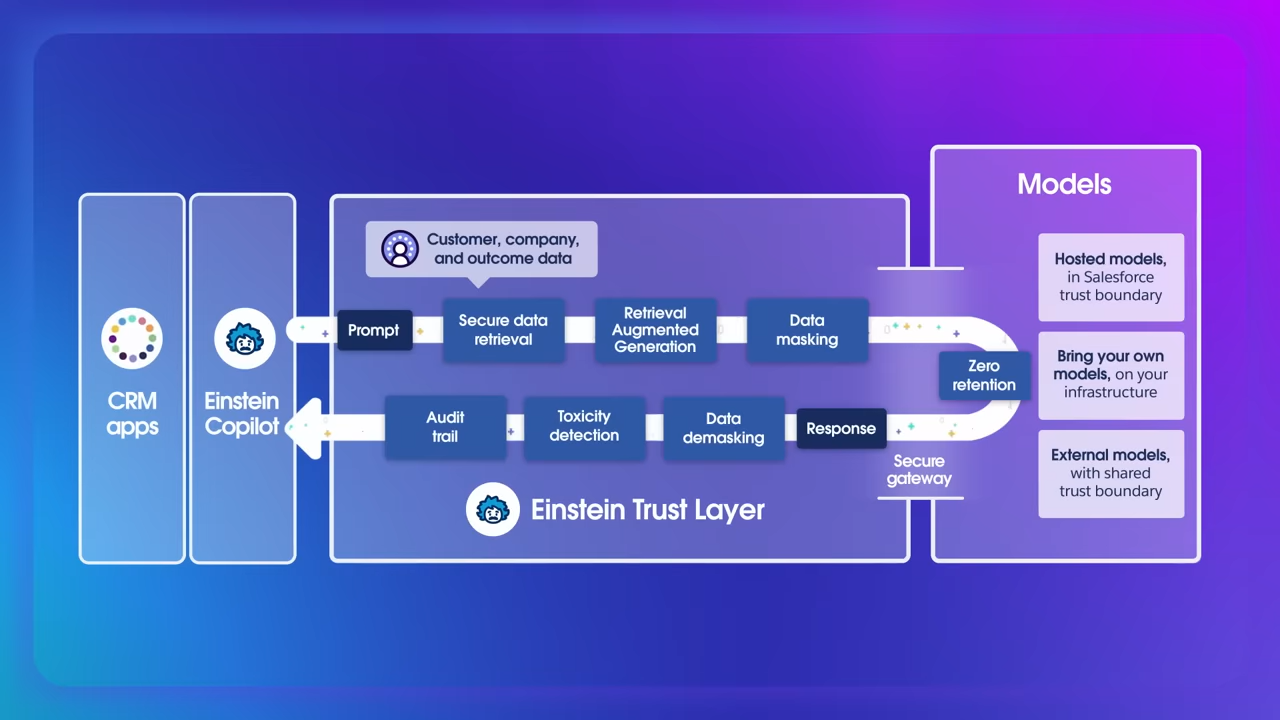 Models
Customer, company,
and outcome data
Hosted models,
in Salesforce
trust boundary
Prompt
Secure data
retrieval
Retrieval
Augmented
Generation
Data
masking
Zero
retention
Bring your own
models, on your
infrastructure
CRM
apps
Einstein
Copilot
Audit
trail
Toxicity
detection
Data
demasking
Response
Secure
gateway
External models,
with shared
trust boundary
Einstein Trust Layer